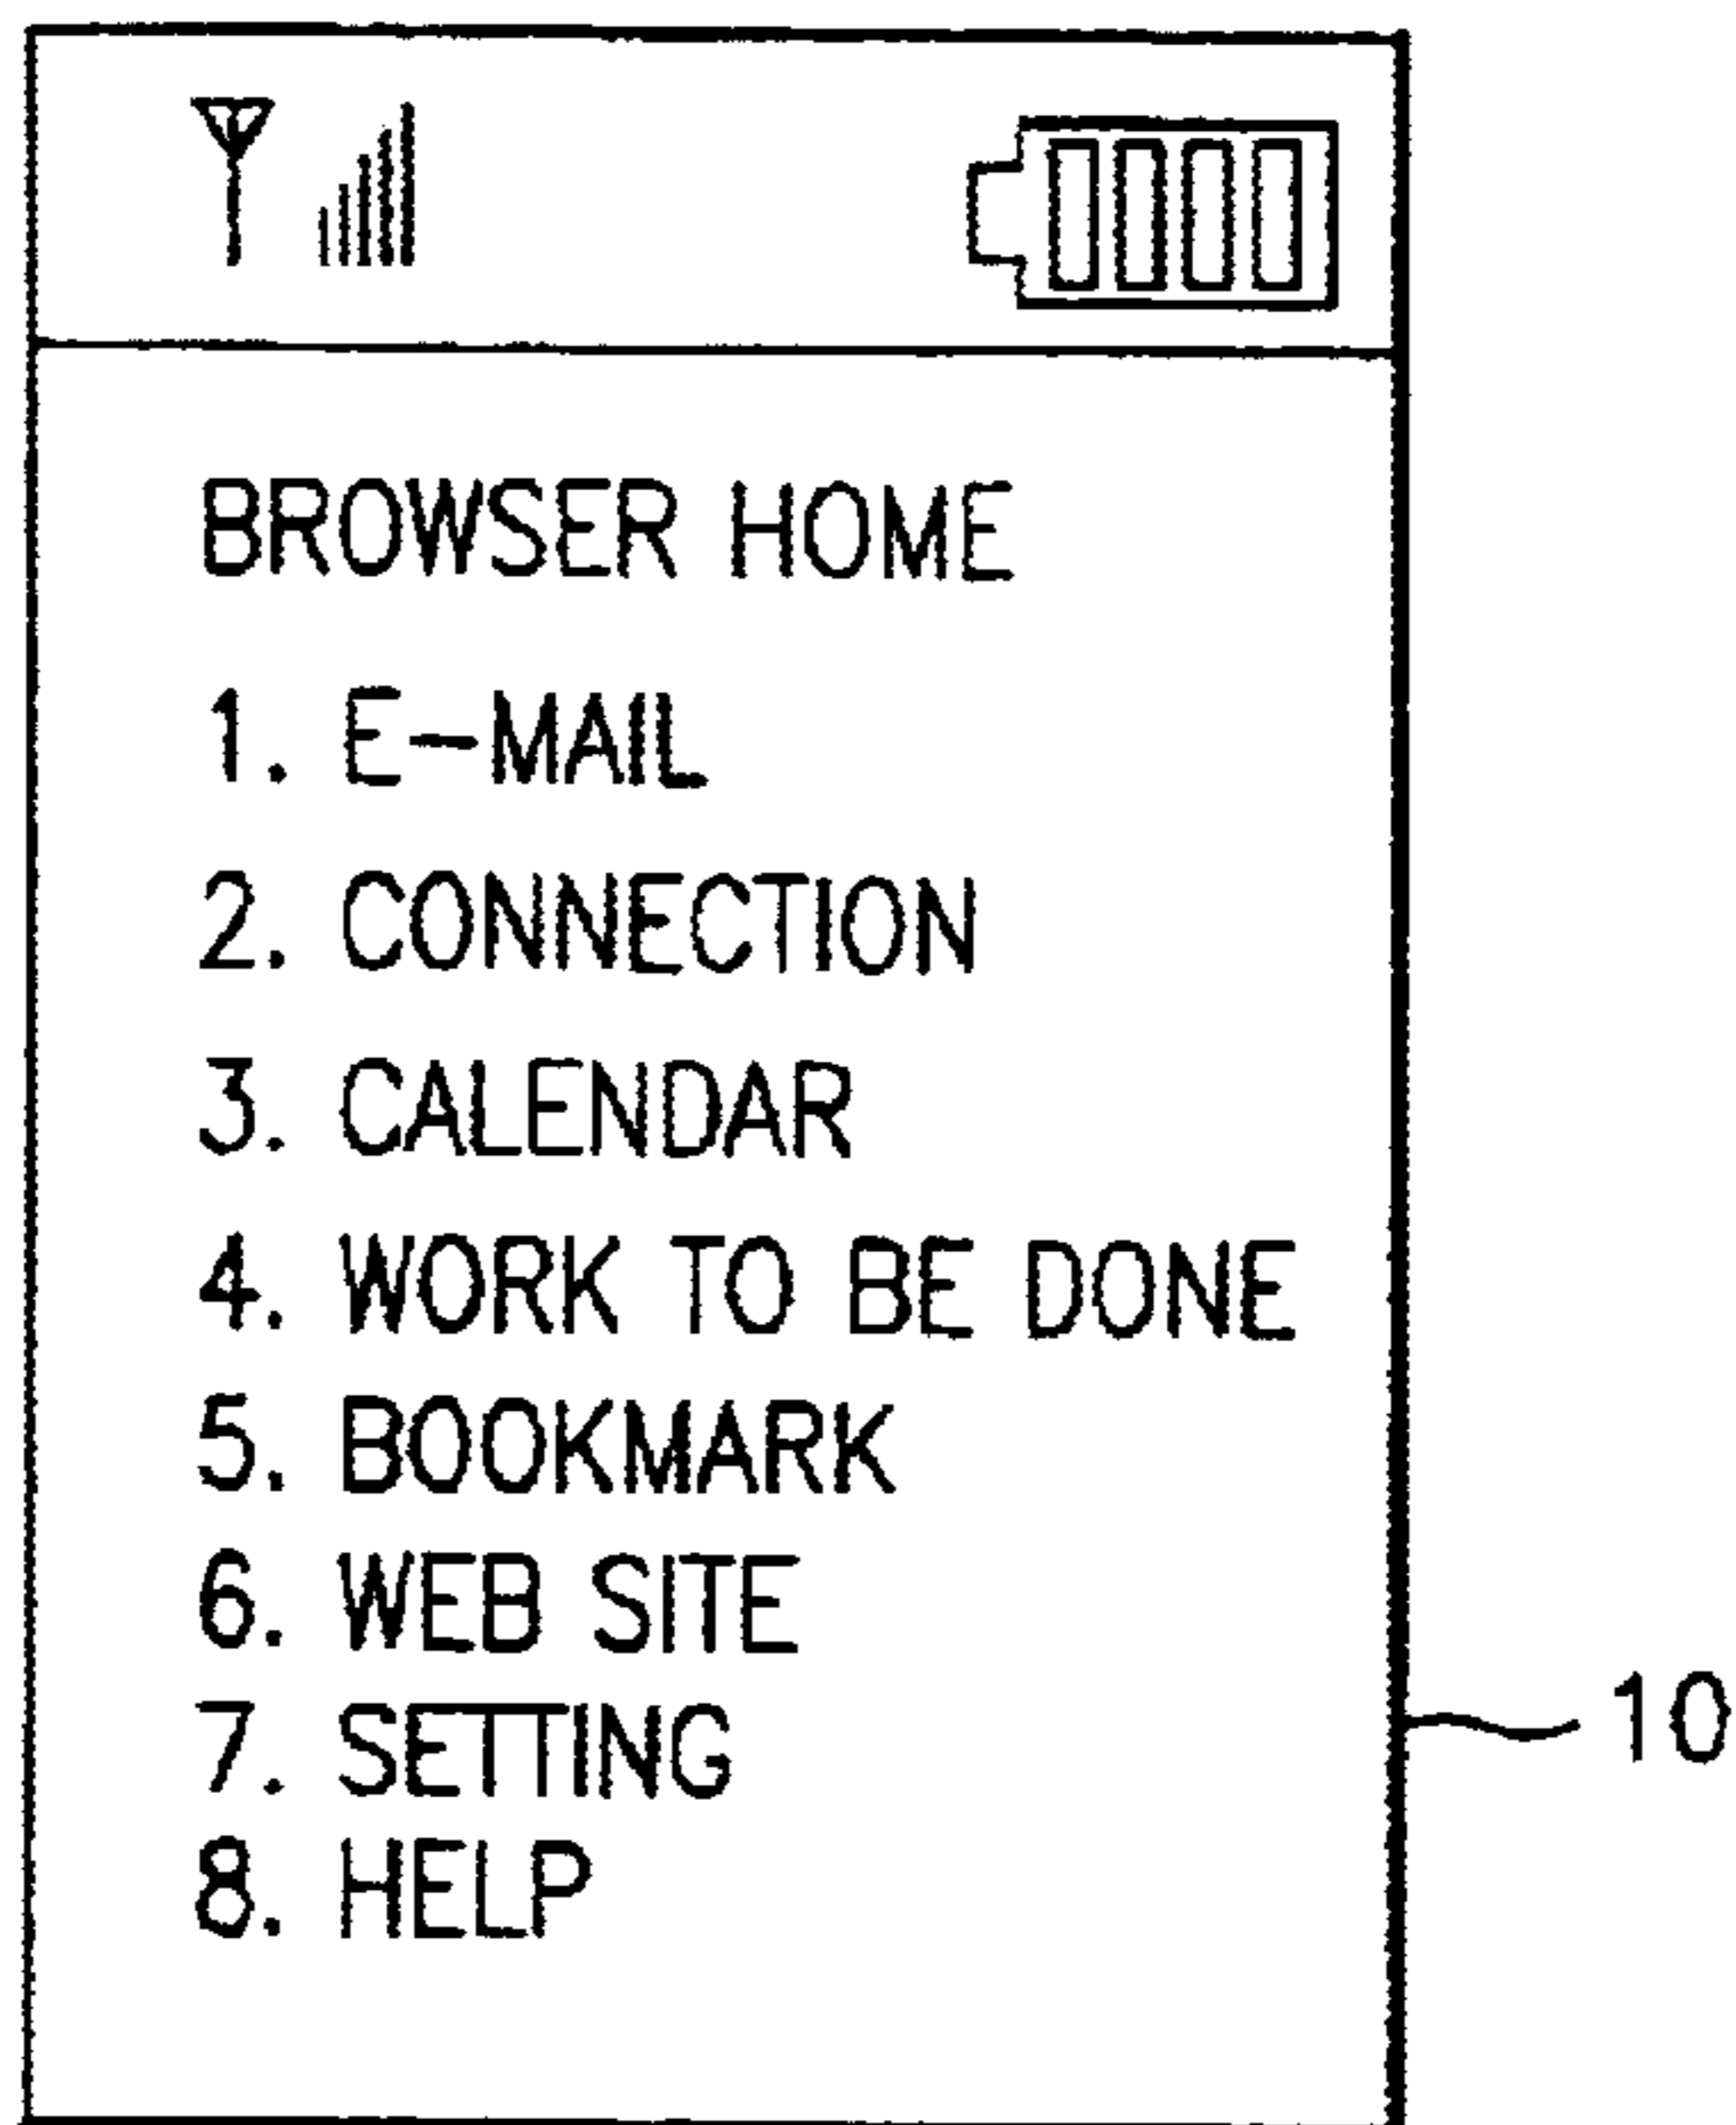 BROWSER HOME
1. E-MAIL
2. CONNECTION
3. CALENDAR
4. WORK TO BE DONE
5. BOOKMARK
6. WEB SITE
7. SETTING
8. HELP
10